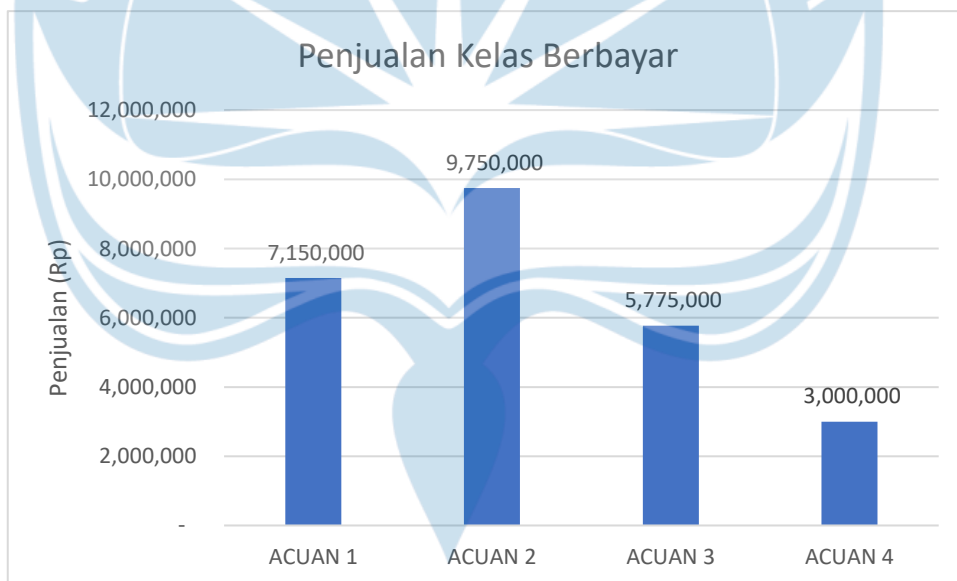 Penjualan Kelas Berbayar
Penjualan (Rp)
12,000,000
10,000,000
8,000,000
6,000,000
4,000,000
2,000,000
-
7,150,000
9,750,000
5,775,000
3,000,000
ACUAN 1
ACUAN 2
ACUAN 3
ACUAN 4